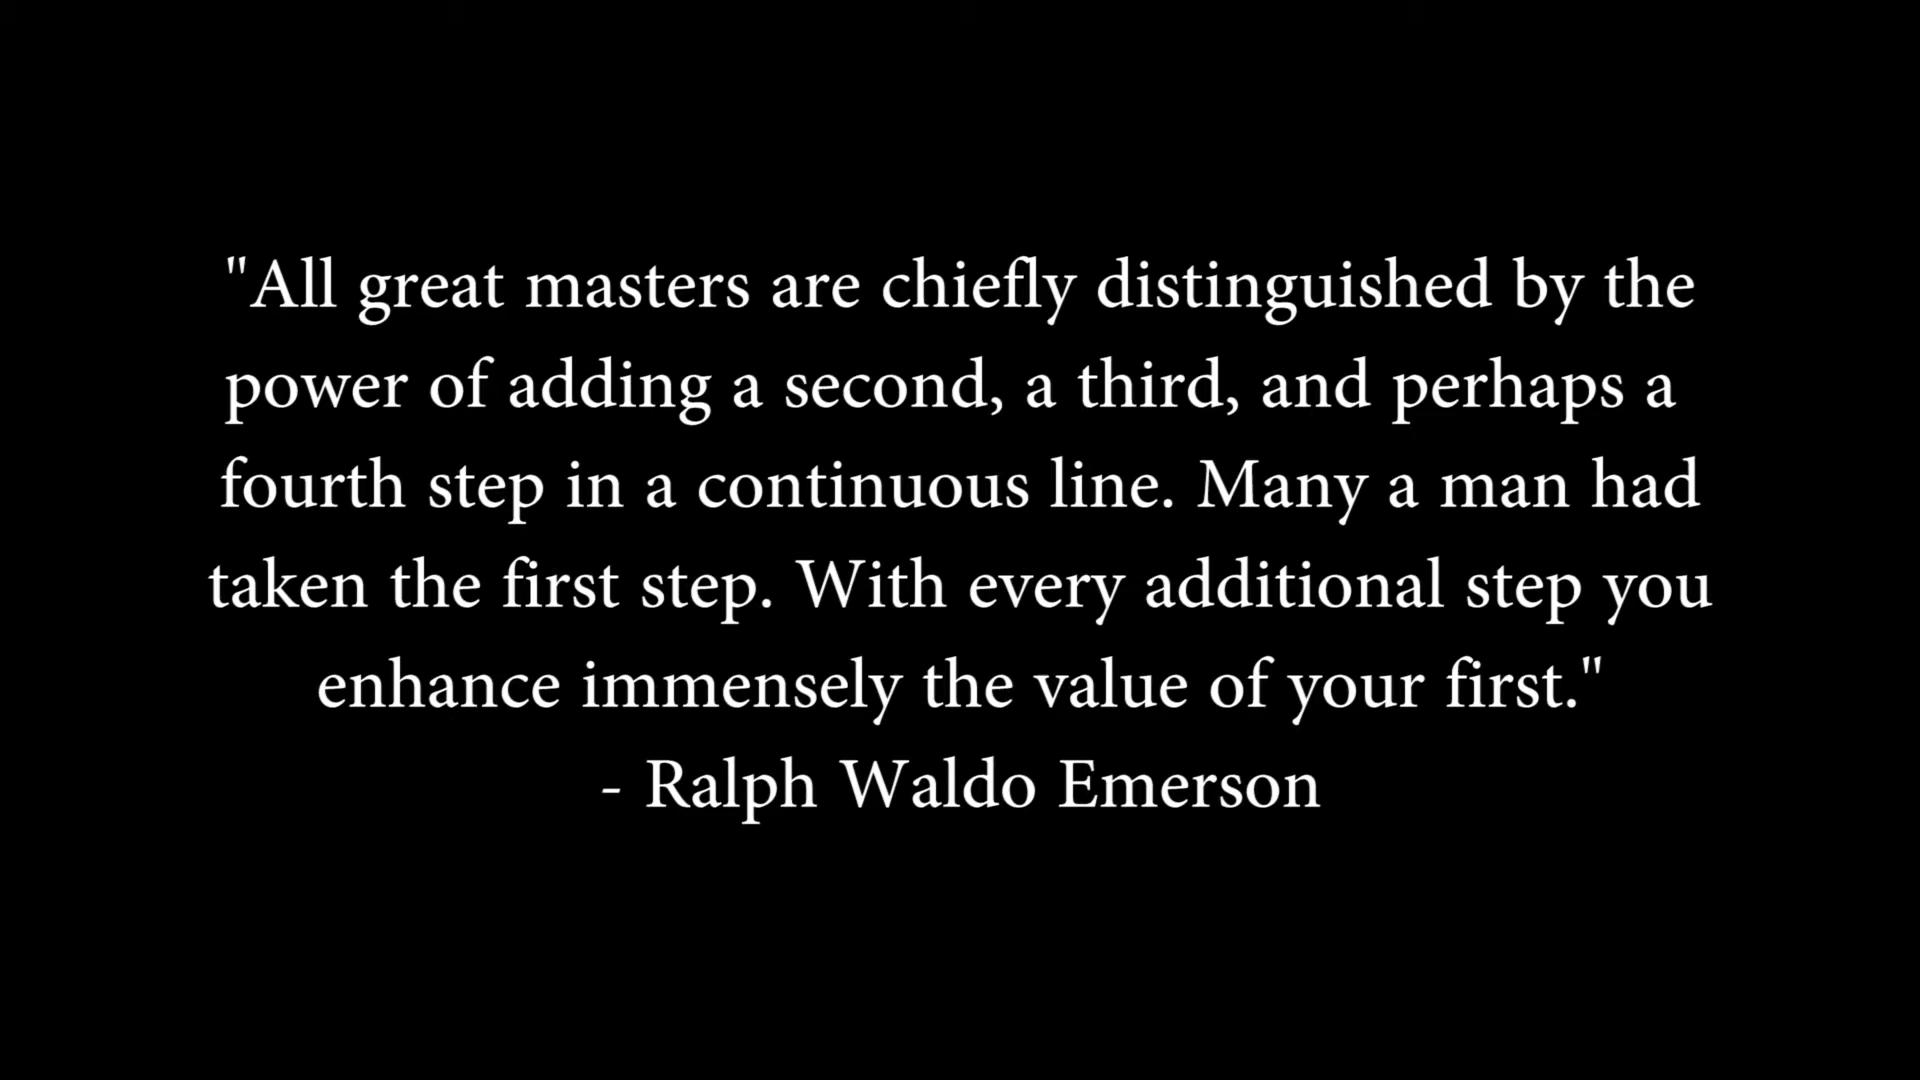 "All great masters are chiefly distinguished by the
power of adding a second, a third, and perhaps a
fourth step in a continuous line. Many a man had
taken the first step. With every additional step you
enhance immensely the value of your first."
- Ralph Waldo Emerson